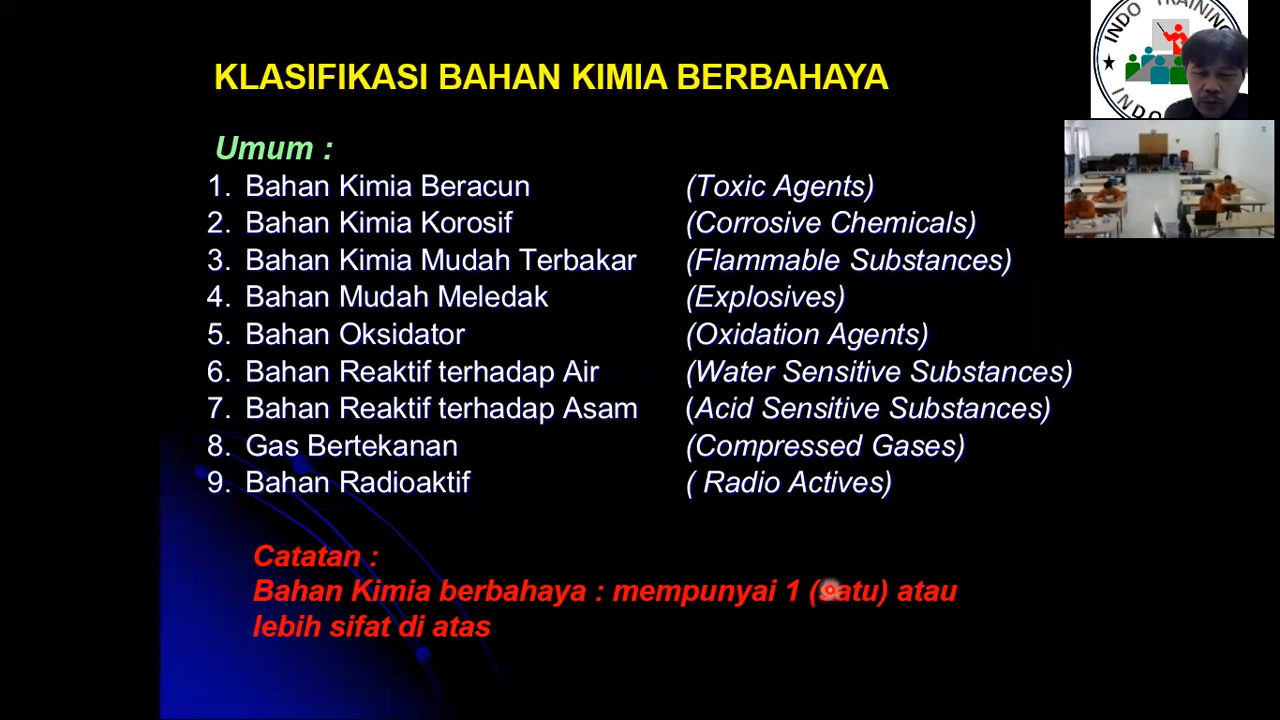 KLASIFIKASI BAHAN KIMIA BERBAHAYA
Umum :
1. Bahan Kimia Beracun (Toxic Agents)
2. Bahan Kimia Korosif (Corrosive Chemicals)
3. Bahan Kimia Mudah Terbakar (Flammable Substances)
4. Bahan Mudah Meledak (Explosives)
5. Bahan Oksidator (Oxidation Agents)
6. Bahan Reaktif terhadap Air (Water Sensitive Substances)
7. Bahan Reaktif terhadap Asam (Acid Sensitive Substances)
8. Gas Bertekanan (Compressed Gases)
9. Bahan Radioaktif ( Radio Actives)
Catatan :
Bahan Kimia berbahaya : mempunyai 1 (satu) atau
lebih sifat di atas
INDO TRAINING
INDO